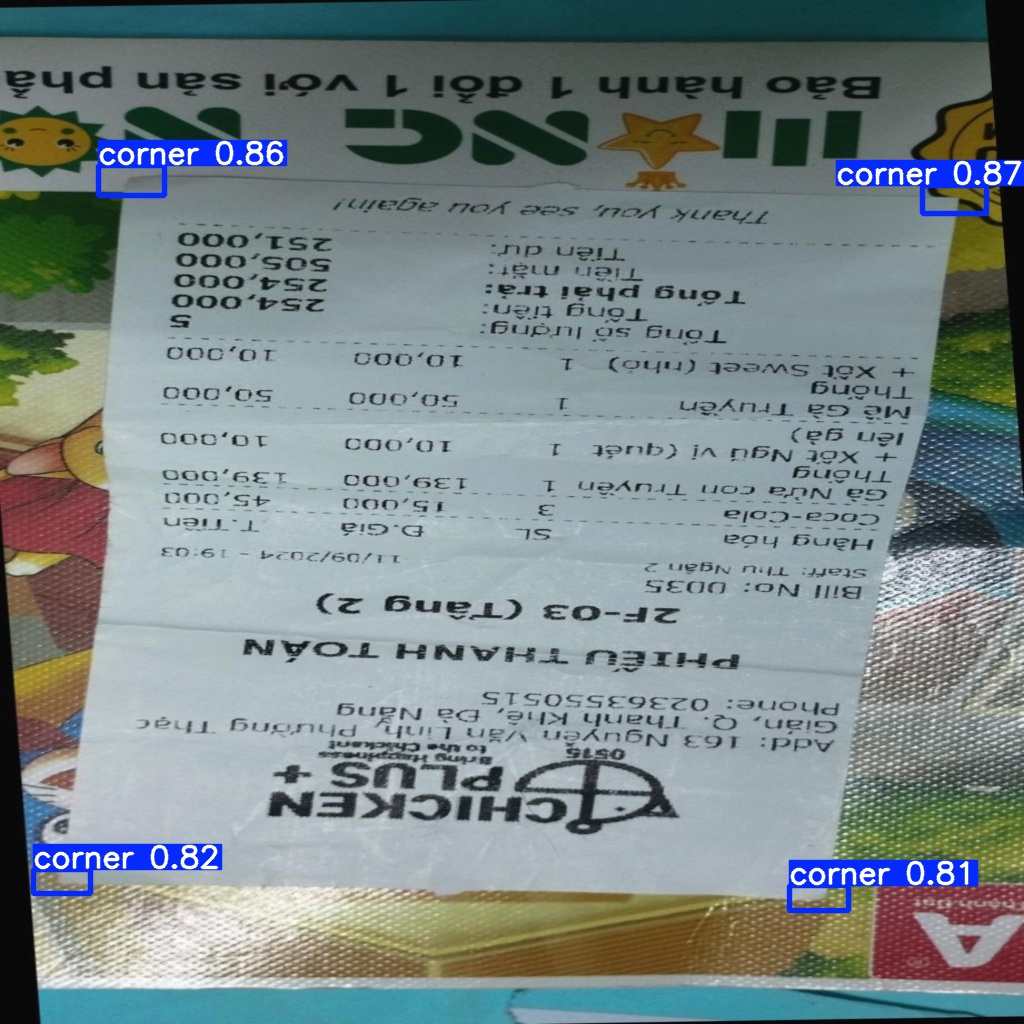 CHICKEN
PLUS+
Bring Happiness
to the Chickent
0515
Add: 163 Nguyễn Văn Linh, Phường Thạc
Gián, Q. Thanh Khê, Đà Nẵng
Phone: 02363550515
PHIẾU THANH TOÁN
2F-03 (Tầng 2)
Bill No: 0035
Staff: Thu Ngân 2 11/09/2024 - 19:03
Hàng hóa SL Đ.Giá T.Tiền
Coca-Cola 3 15,000 45,000
Gà Nửa con Truyền 1 139,000 139,000
Thống
+ Xốt Ngũ vị (quét 1 10,000 10,000
lên gà)
Mề Gà Truyền 1 50,000 50,000
Thống
+ Xốt Sweet (nhỏ) 1 10,000 10,000
Tổng số lượng: 5
Tổng tiền: 254,000
Tổng phải trả: 254,000
Tiền mặt: 505,000
Tiền dư: 251,000
Thank you, see you again!
Bảo hành 1 đổi 1 với sản phẩ
A
corner 0.86
corner 0.87
corner 0.82
corner 0.81